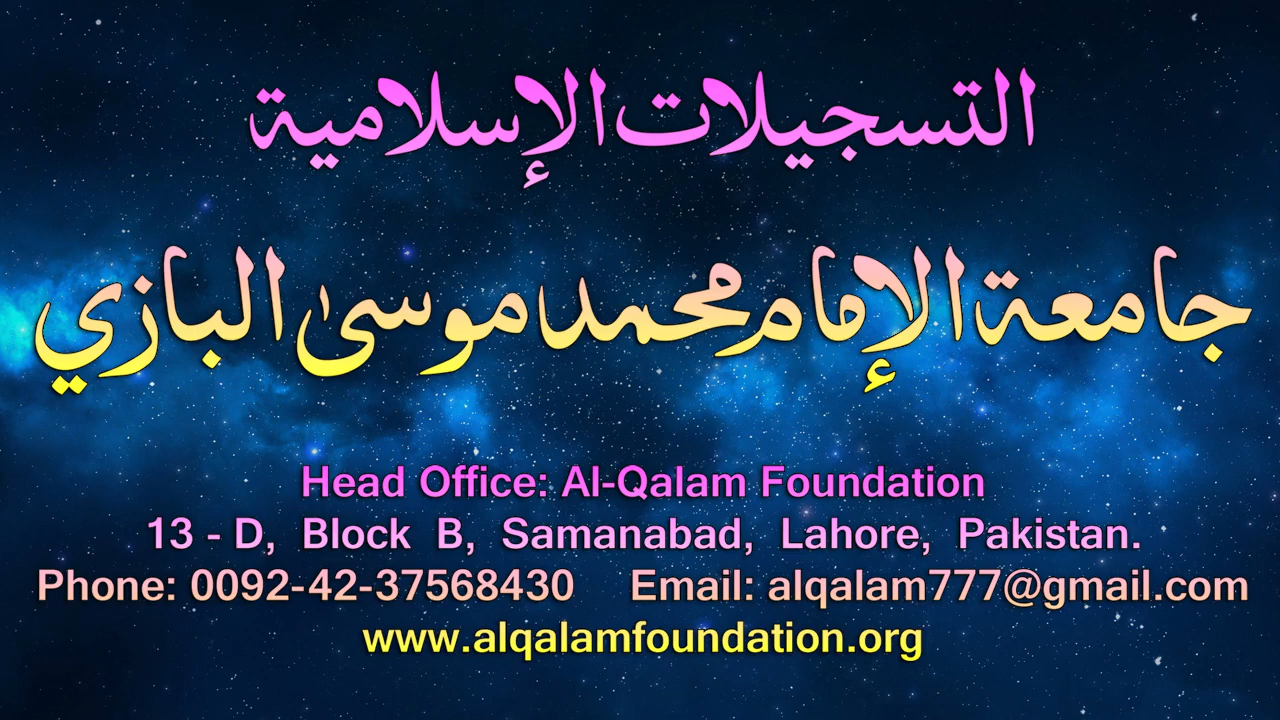 التسجيلات الإسلامية
جامعة الإمام محمد موسىٰ البازي
Head Office: Al-Qalam Foundation
13 - D, Block B, Samanabad, Lahore, Pakistan.
Phone: 0092-42-37568430 Email: alqalam777@gmail.com
www.alqalamfoundation.org